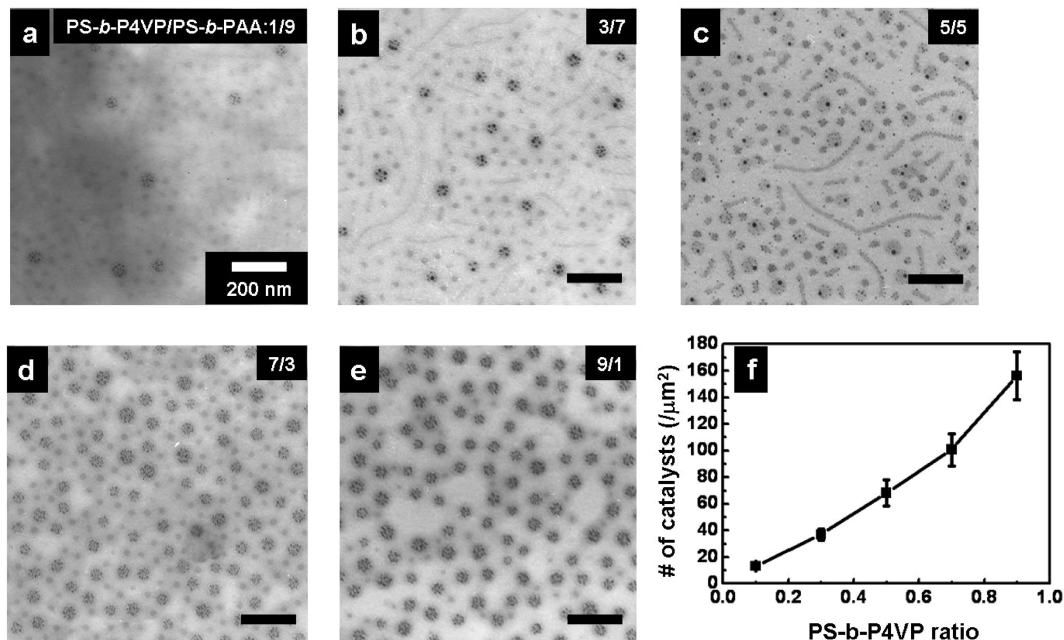 a
PS-b-P4VP/PS-b-PAA:1/9
200 nm
b
3/7
c
5/5
d
7/3
e
9/1
f
180
160
140
120
100
80
60
40
20
0
# of catalysts (/μm²)
0.0 0.2 0.4 0.6 0.8 1.0
PS-b-P4VP ratio